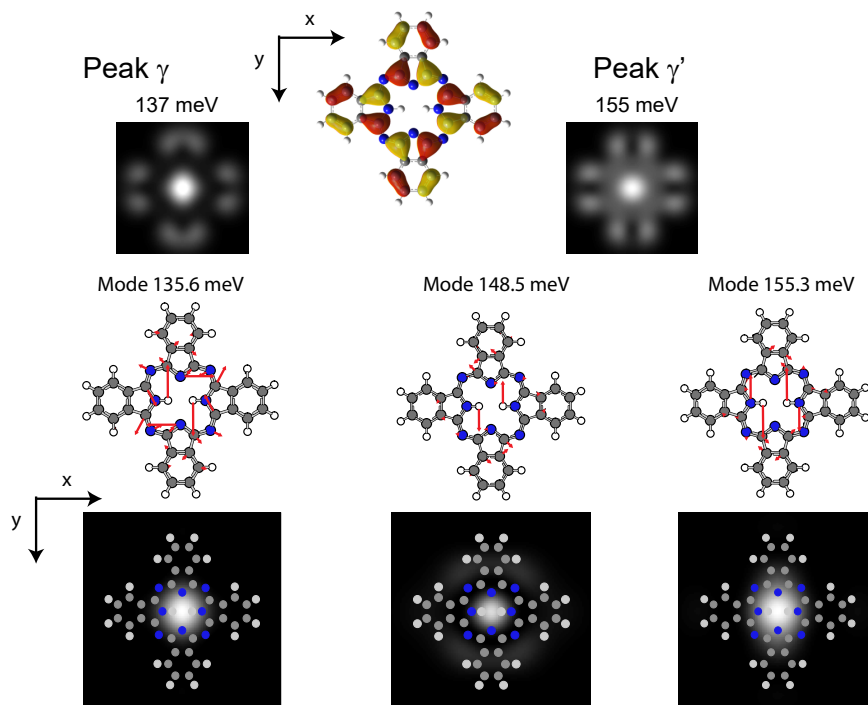 x
y
Peak γ
137 meV
Peak γ’
155 meV
Mode 135.6 meV
Mode 148.5 meV
Mode 155.3 meV
x
y